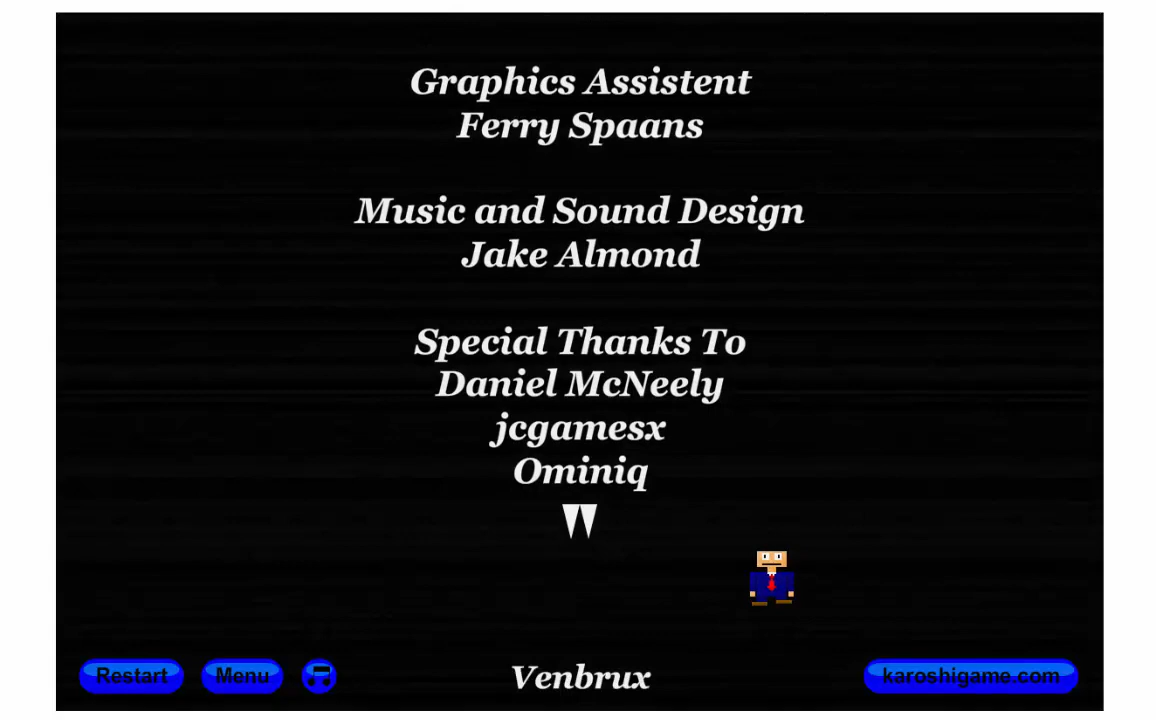 Graphics Assistent
Ferry Spaans
Music and Sound Design
Jake Almond
Special Thanks To
Daniel McNeely
jcgamesx
Ominiq
Venbrux
Restart
Menu
karoshigame.com